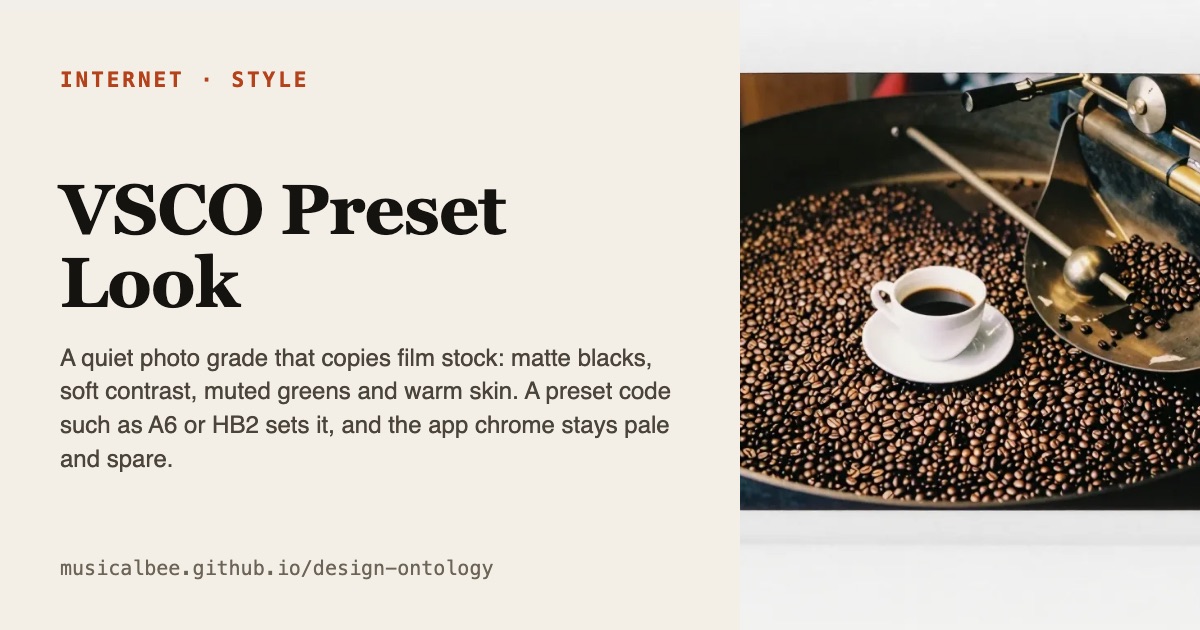 INTERNET · STYLE
VSCO Preset
Look
A quiet photo grade that copies film stock: matte blacks,
soft contrast, muted greens and warm skin. A preset code
such as A6 or HB2 sets it, and the app chrome stays pale
and spare.
musicalbee.github.io/design-ontology